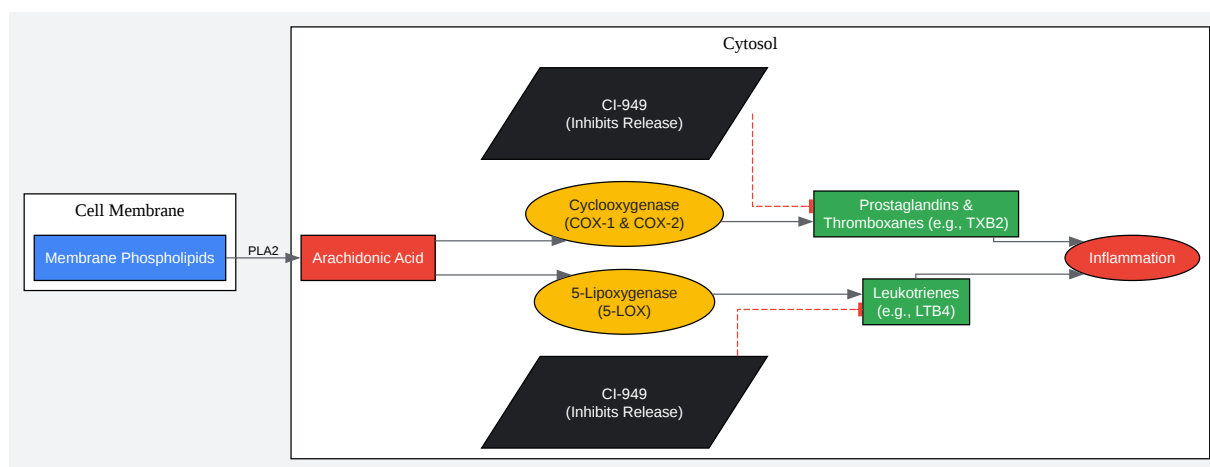 Cytosol
CI-949
(Inhibits Release)
Cell Membrane
Membrane Phospholipids
PLA2
Arachidonic Acid
Cyclooxygenase
(COX-1 & COX-2)
Prostaglandins &
Thromboxanes (e.g., TXB2)
5-Lipoxygenase
(5-LOX)
Leukotrienes
(e.g., LTB4)
Inflammation
CI-949
(Inhibits Release)